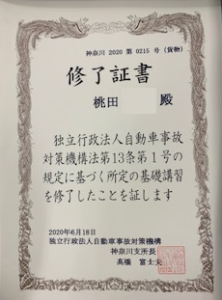 神奈川 2020 第 0215 号 (貨物)
修了証書
桃田 殿
独立行政法人自動車事故
対策機構法第13条第1号の
規定に基づく所定の基礎講習
を修了したことを証します
2020年6月18日
独立行政法人自動車事故対策機構
神奈川支所長
高橋 富士夫